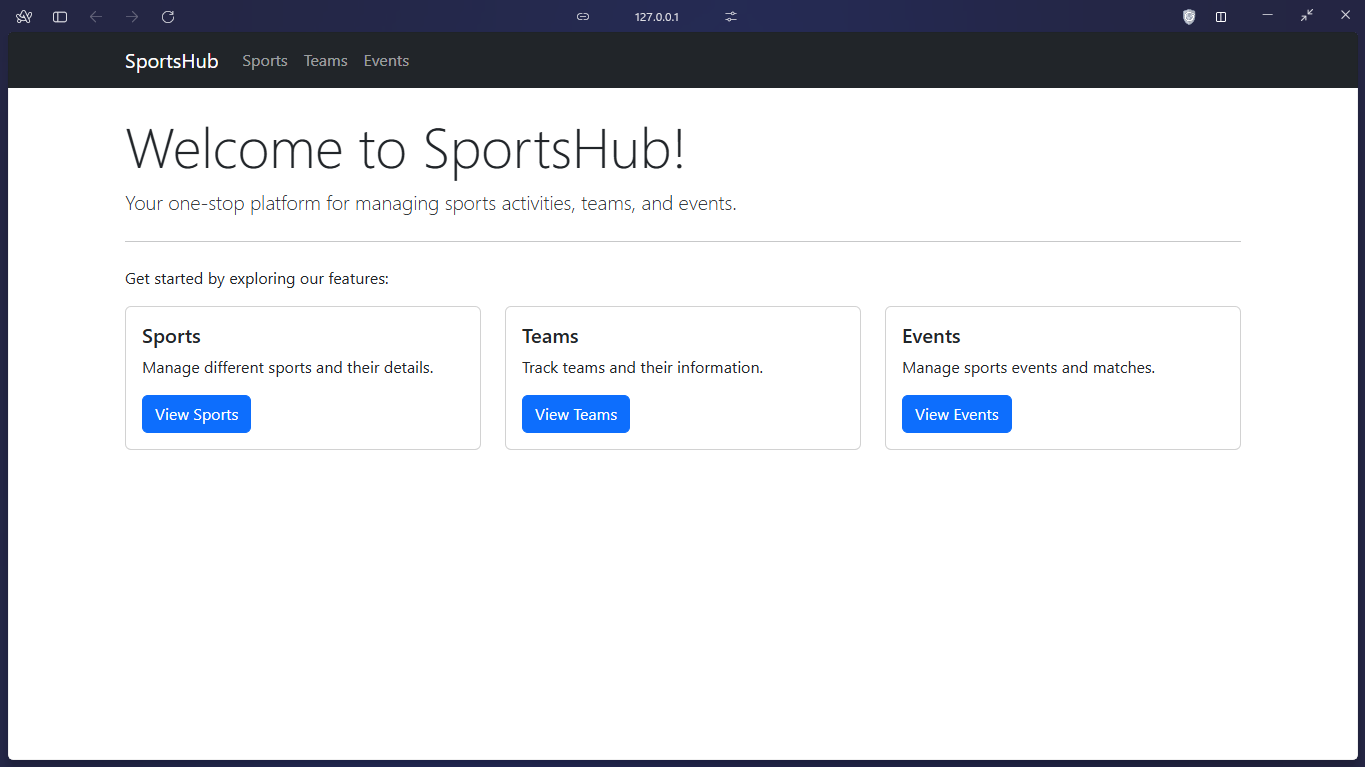 127.0.0.1
SportsHub Sports Teams Events
Welcome to SportsHub!
Your one-stop platform for managing sports activities, teams, and events.
Get started by exploring our features:
Sports
Manage different sports and their details.
View Sports
Teams
Track teams and their information.
View Teams
Events
Manage sports events and matches.
View Events